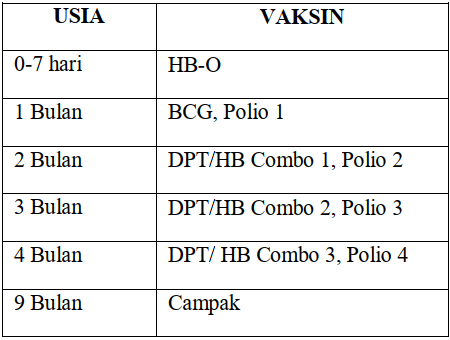 USIA VAKSIN
0-7 hari HB-O
1 Bulan BCG, Polio 1
2 Bulan DPT/HB Combo 1, Polio 2
3 Bulan DPT/HB Combo 2, Polio 3
4 Bulan DPT/ HB Combo 3, Polio 4
9 Bulan Campak